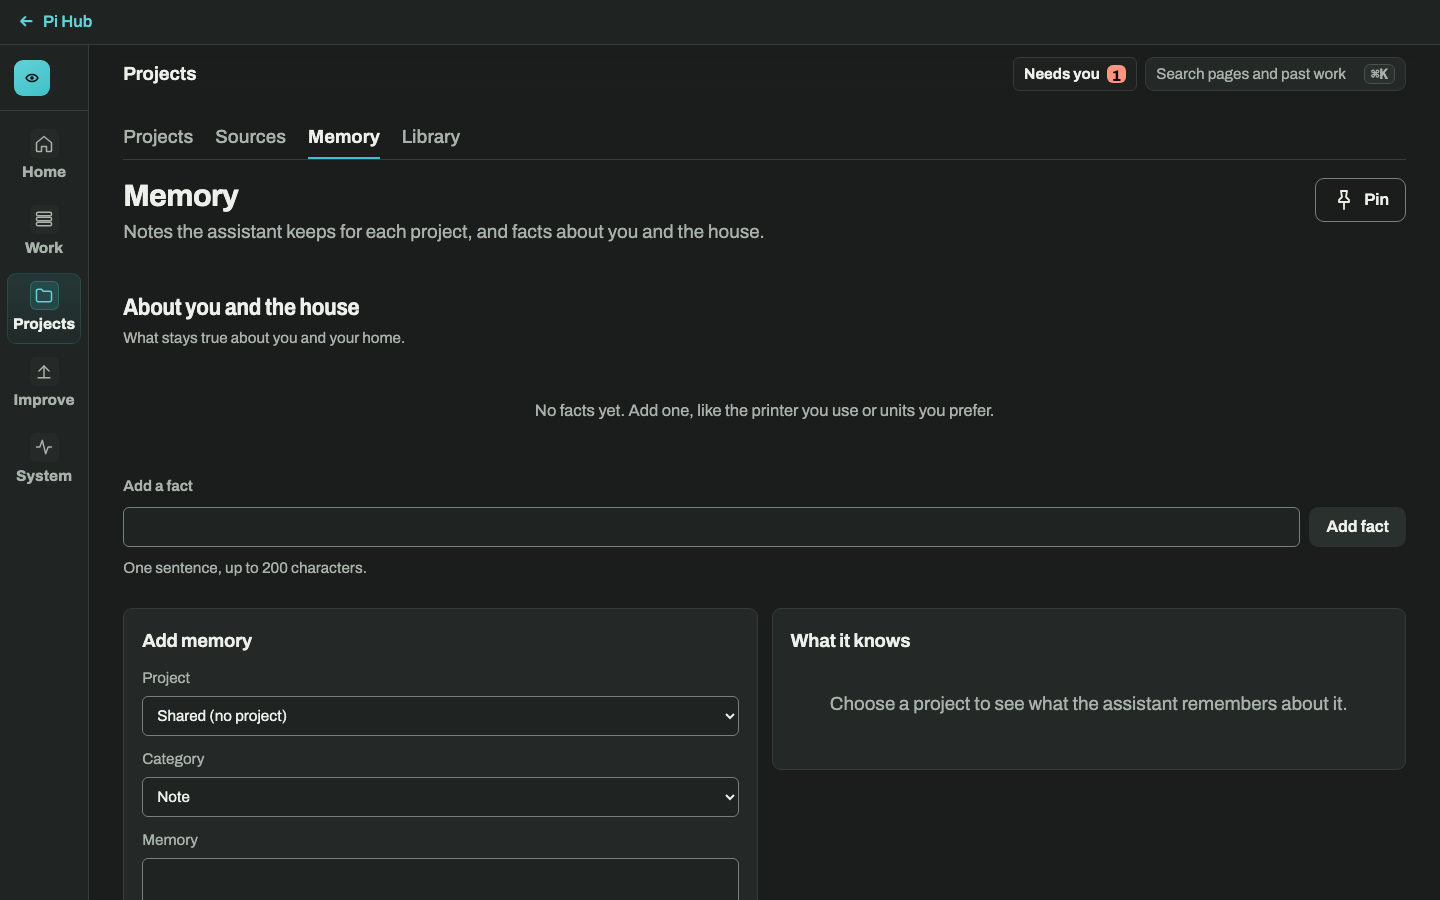 Pi Hub
Projects
Needs you 1
Search pages and past work ⌘K
Home
Work
Projects
Improve
System
Projects Sources Memory Library
Memory
Pin
Notes the assistant keeps for each project, and facts about you and the house.
About you and the house
What stays true about you and your home.
No facts yet. Add one, like the printer you use or units you prefer.
Add a fact
Add fact
One sentence, up to 200 characters.
Add memory
Project
Shared (no project)
Category
Note
Memory
What it knows
Choose a project to see what the assistant remembers about it.